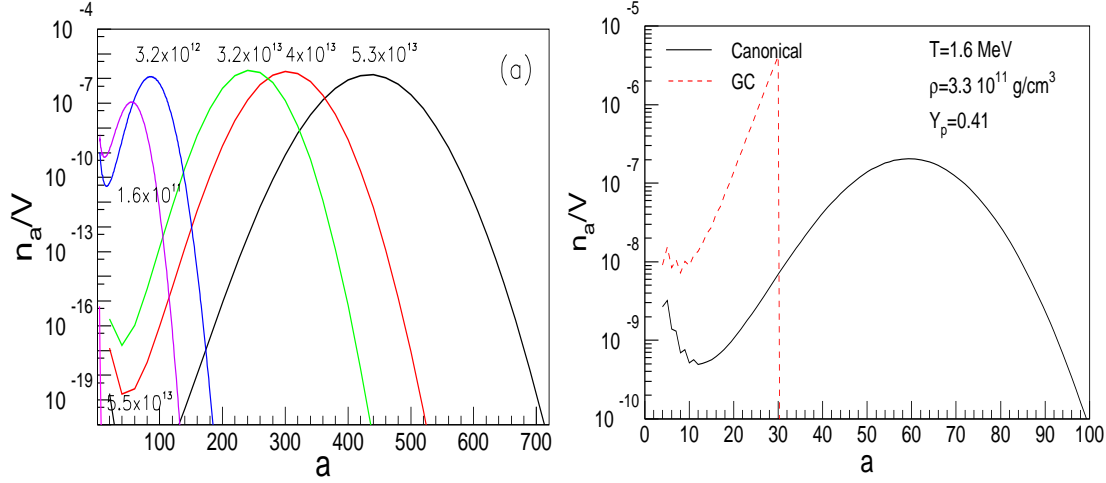 10 -4
10 -7
10 -10
10 -13
10 -16
10 -19
n_a/V
3.2x10^12
3.2x10^13
4x10^13
5.3x10^13
(a)
1.6x10^11
5.5x10^13
100 200 300 400 500 600 700
a
10 -5
10 -6
10 -7
10 -8
10 -9
10 -10
n_a/V
Canonical
GC
T=1.6 MeV
ρ=3.3 10^11 g/cm^3
Y_p=0.41
0 10 20 30 40 50 60 70 80 90 100
a